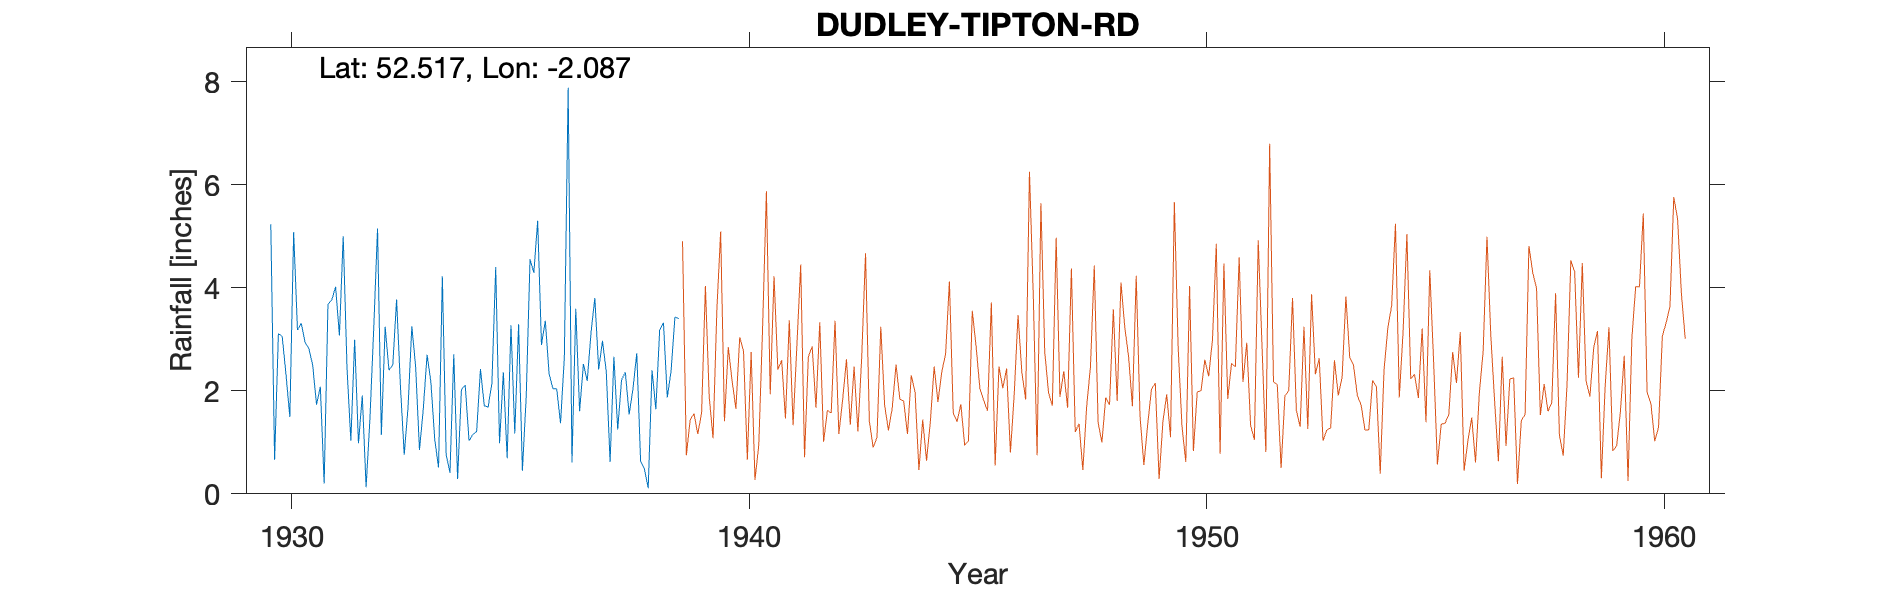 DUDLEY-TIPTON-RD
Lat: 52.517, Lon: -2.087
Rainfall [inches]
8
6
4
2
0
1930 1940 1950 1960
Year